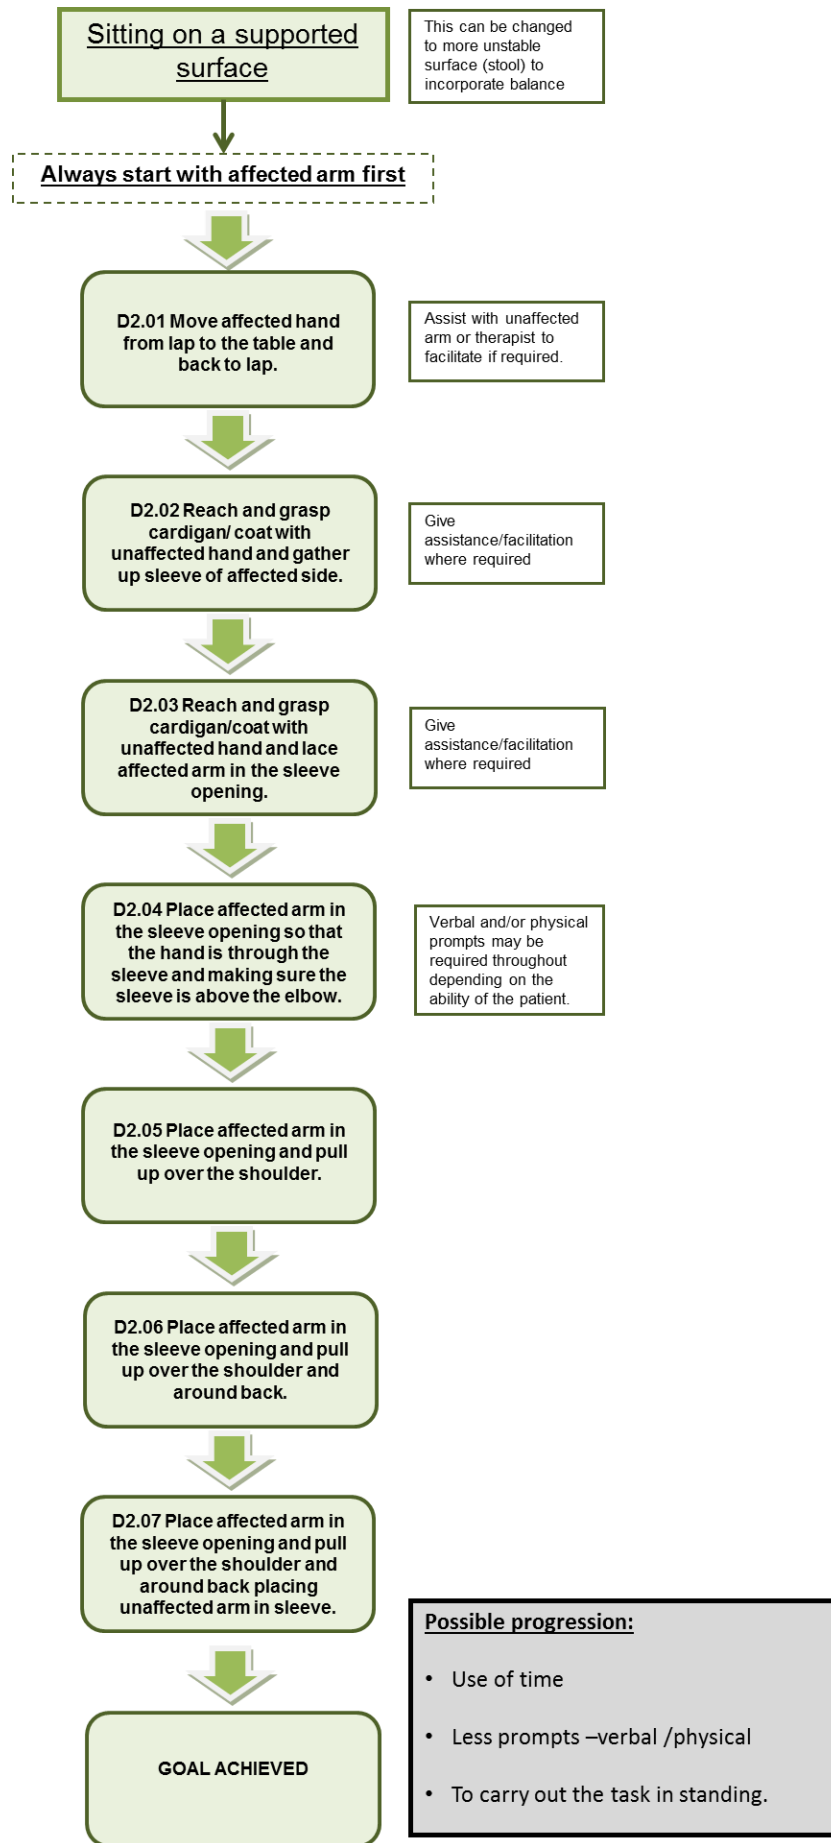 Sitting on a supported
surface
This can be changed
to more unstable
surface (stool) to
incorporate balance
Always start with affected arm first
D2.01 Move affected hand
from lap to the table and
back to lap.
Assist with unaffected
arm or therapist to
facilitate if required.
D2.02 Reach and grasp
cardigan/ coat with
unaffected hand and gather
up sleeve of affected side.
Give
assistance/facilitation
where required
D2.03 Reach and grasp
cardigan/coat with
unaffected hand and lace
affected arm in the sleeve
opening.
Give
assistance/facilitation
where required
D2.04 Place affected arm in
the sleeve opening so that
the hand is through the
sleeve and making sure the
sleeve is above the elbow.
Verbal and/or physical
prompts may be
required throughout
depending on the
ability of the patient.
D2.05 Place affected arm in
the sleeve opening and pull
up over the shoulder.
D2.06 Place affected arm in
the sleeve opening and pull
up over the shoulder and
around back.
D2.07 Place affected arm in
the sleeve opening and pull
up over the shoulder and
around back placing
unaffected arm in sleeve.
GOAL ACHIEVED
Possible progression:
• Use of time
• Less prompts –verbal /physical
• To carry out the task in standing.